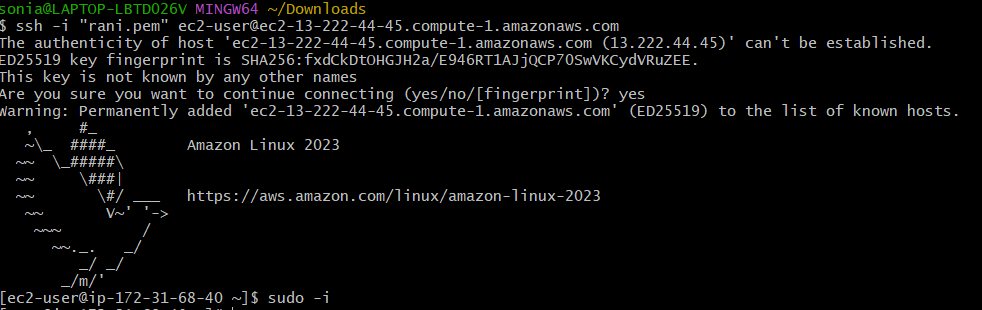 sonia@LAPTOP-LBTDO26V MINGW64 ~/Downloads
$ ssh -i "rani.pem" ec2-user@ec2-13-222-44-45.compute-1.amazonaws.com
The authenticity of host 'ec2-13-222-44-45.compute-1.amazonaws.com (13.222.44.45)' can't be established.
ED25519 key fingerprint is SHA256:fxdCkDtOHGJH2a/E946RT1AJjQCP7OSwVKCydVRuZEE.
This key is not known by any other names
Are you sure you want to continue connecting (yes/no/[fingerprint])? yes
Warning: Permanently added 'ec2-13-222-44-45.compute-1.amazonaws.com' (ED25519) to the list of known hosts.
   ,     #_
   ~\_  ####_        Amazon Linux 2023
  ~~  \_#####\
  ~~     \###|
  ~~       \#/ ___   https://aws.amazon.com/linux/amazon-linux-2023
   ~~       V~' '->
    ~~~         /
      ~~._.   _/
         _/ _/
       _/m/'
[ec2-user@ip-172-31-68-40 ~]$ sudo -i